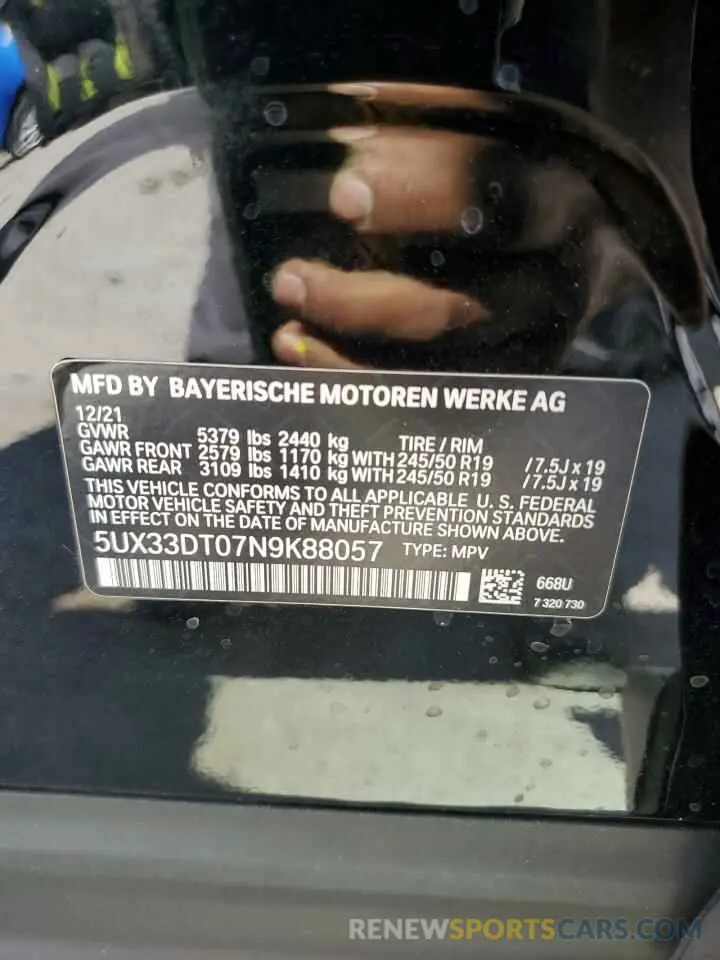 MFD BY BAYERISCHE MOTOREN WERKE AG
12/21
GVWR 5379 lbs 2440 kg TIRE / RIM
GAWR FRONT 2579 lbs 1170 kg WITH 245/50 R19 / 7.5J x 19
GAWR REAR 3109 lbs 1410 kg WITH 245/50 R19 / 7.5J x 19
THIS VEHICLE CONFORMS TO ALL APPLICABLE U. S. FEDERAL
MOTOR VEHICLE SAFETY AND THEFT PREVENTION STANDARDS
IN EFFECT ON THE DATE OF MANUFACTURE SHOWN ABOVE.
5UX33DT07N9K88057 TYPE: MPV
668U
7 320 730
RENEWSPORTSCARS.COM